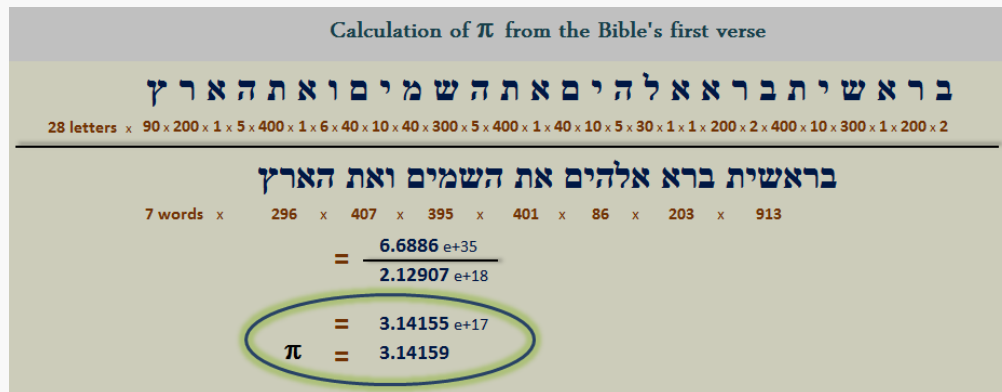 Calculation of π from the Bible's first verse
ב ר א ש י ת ב ר א א ל ה י ם א ת ה ש מ י ם ו א ת ה א ר ץ
28 letters x 90 x 200 x 1 x 5 x 400 x 1 x 6 x 40 x 10 x 40 x 300 x 5 x 400 x 1 x 40 x 10 x 5 x 30 x 1 x 1 x 200 x 2 x 400 x 10 x 300 x 1 x 200 x 2
בראשית ברא אלהים את השמים ואת הארץ
7 words x 296 x 407 x 395 x 401 x 86 x 203 x 913
= 6.6886 e+35
2.12907 e+18
= 3.14155 e+17
π = 3.14159